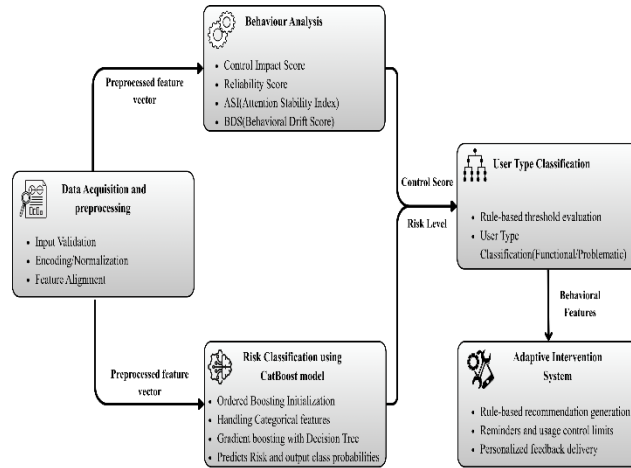 Behaviour Analysis
• Control Impact Score
• Reliability Score
• ASI(Attention Stability Index)
• BDS(Behavioral Drift Score)
Preprocessed feature
vector
Data Acquisition and
preprocessing
• Input Validation
• Encoding/Normalization
• Feature Alignment
Preprocessed feature
vector
Risk Classification using
CatBoost model
• Ordered Boosting Initialization
• Handling Categorical features
• Gradient boosting with Decision Tree
• Predicts Risk and output class probabilities
Control Score
Risk Level
User Type Classification
• Rule-based threshold evaluation
• User Type
Classification(Functional/Problematic)
Behavioral
Features
Adaptive Intervention
System
• Rule-based recommendation generation
• Reminders and usage control limits
• Personalized feedback delivery